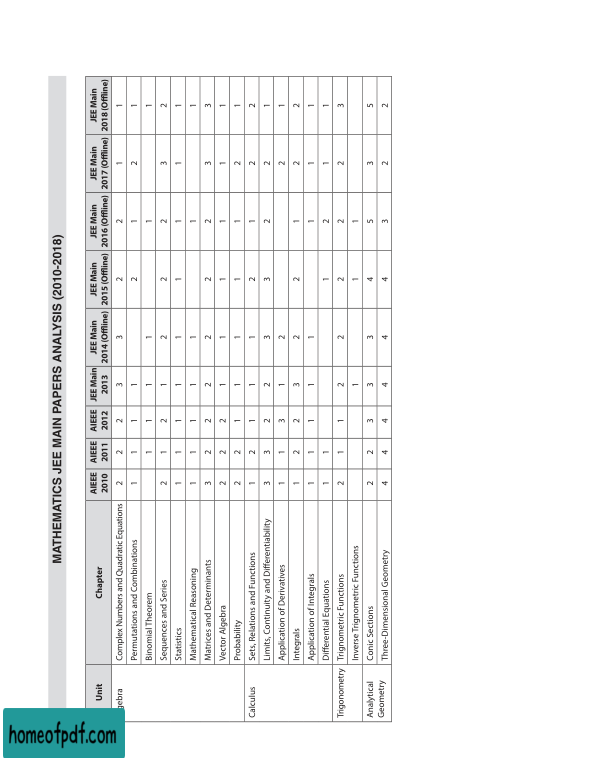 MATHEMATICS JEE MAIN PAPERS ANALYSIS (2010-2018)
Unit Chapter AIEEE 2010 AIEEE 2011 AIEEE 2012 JEE Main 2013 JEE Main 2014 (Offline) JEE Main 2015 (Offline) JEE Main 2016 (Offline) JEE Main 2017 (Offline) JEE Main 2018 (Offline)
gebra Complex Numbers and Quadratic Equations 2 2 2 3 3 2 2 1 1
Permutations and Combinations 1 1 1 1 2 1 2 1
Binomial Theorem 1 1 1 1 1 1
Sequences and Series 2 1 2 1 2 2 2 3 2
Statistics 1 1 1 1 1 1 1 1 1
Mathematical Reasoning 1 1 1 1 1 1 1
Matrices and Determinants 3 2 2 2 2 2 2 3 3
Vector Algebra 2 2 2 1 1 1 1 1 1
Probability 2 2 1 1 1 1 1 2 1
Calculus Sets, Relations and Functions 1 2 1 1 1 2 1 2 2
Limits, Continuity and Differentiability 3 3 2 2 3 3 2 2 1
Application of Derivatives 1 1 3 1 2 2 1
Integrals 1 2 2 3 2 2 1 2 2
Application of Integrals 1 1 1 1 1 1 1 1
Differential Equations 1 1 1 2 1 1
Trigonometry Trignometric Functions 2 1 1 2 2 2 2 2 3
Inverse Trignometric Functions 1 1 1
Analytical Geometry Conic Sections 2 2 3 3 3 4 5 3 5
Three-Dimensional Geometry 4 4 4 4 4 4 3 2 2
homeofpdf.com